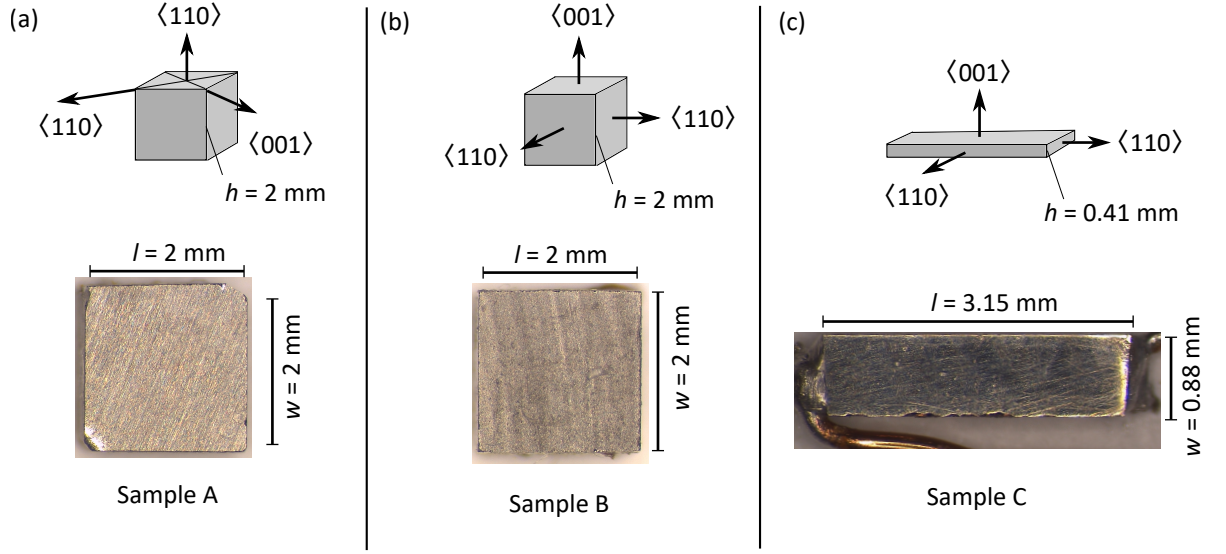 (a)
⟨110⟩
⟨110⟩
⟨001⟩
h = 2 mm
l = 2 mm
w = 2 mm
Sample A
(b)
⟨001⟩
⟨110⟩
⟨110⟩
h = 2 mm
l = 2 mm
w = 2 mm
Sample B
(c)
⟨001⟩
⟨110⟩
⟨110⟩
h = 0.41 mm
l = 3.15 mm
w = 0.88 mm
Sample C